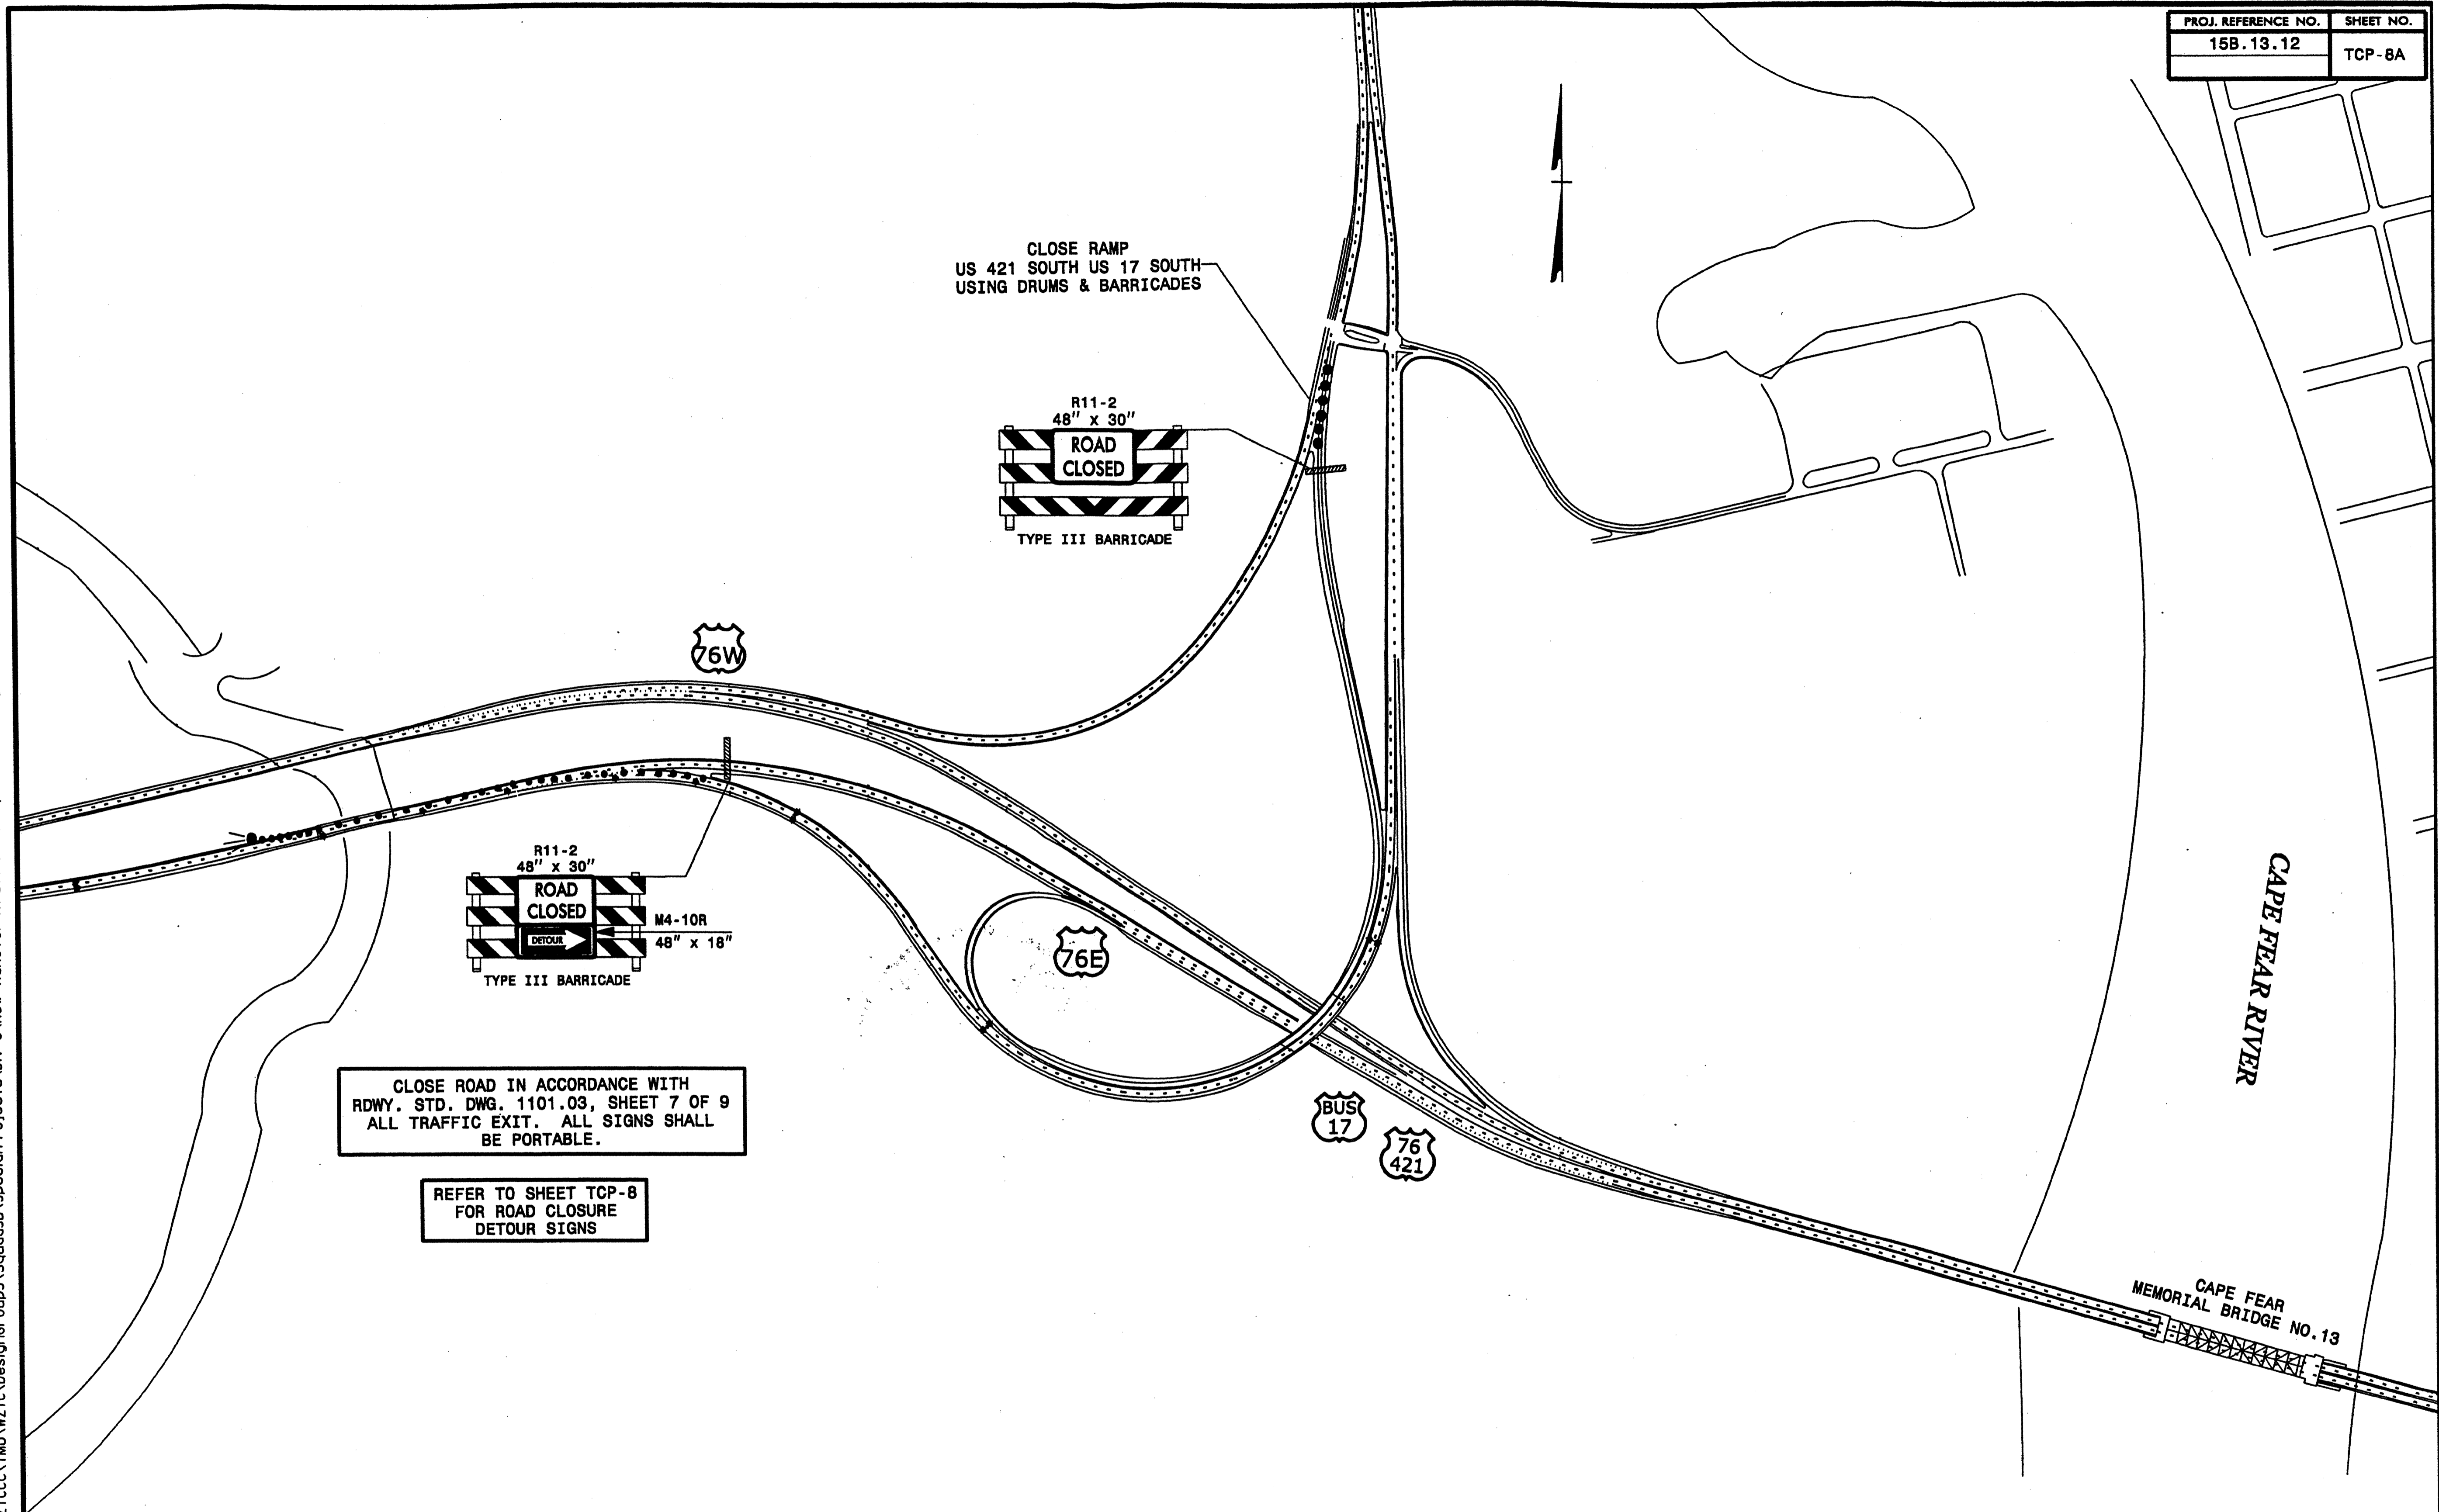 PROJ. REFERENCE NO. SHEET NO.
15B.13.12 TCP-8A
CLOSE RAMP
US 421 SOUTH US 17 SOUTH
USING DRUMS & BARRICADES
R11-2
48" x 30"
ROAD
CLOSED
TYPE III BARRICADE
76W
R11-2
48" x 30"
ROAD
CLOSED
DETOUR
M4-10R
48" x 18"
TYPE III BARRICADE
76E
CLOSE ROAD IN ACCORDANCE WITH
RDWY. STD. DWG. 1101.03, SHEET 7 OF 9
ALL TRAFFIC EXIT. ALL SIGNS SHALL
BE PORTABLE.
REFER TO SHEET TCP-8
FOR ROAD CLOSURE
DETOUR SIGNS
BUS
17
76
421
CAPE FEAR RIVER
CAPE FEAR
MEMORIAL BRIDGE NO.13